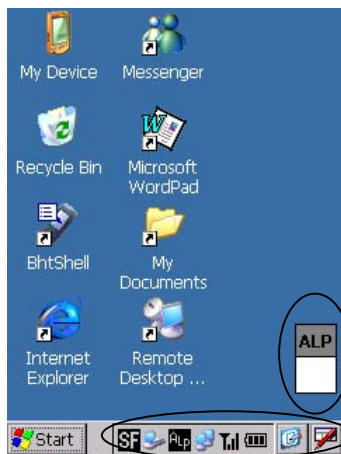 My Device
Messenger
Recycle Bin
Microsoft
WordPad
BhtShell
My
Documents
Internet
Explorer
Remote
Desktop ...
ALP
Start
SF
ALP